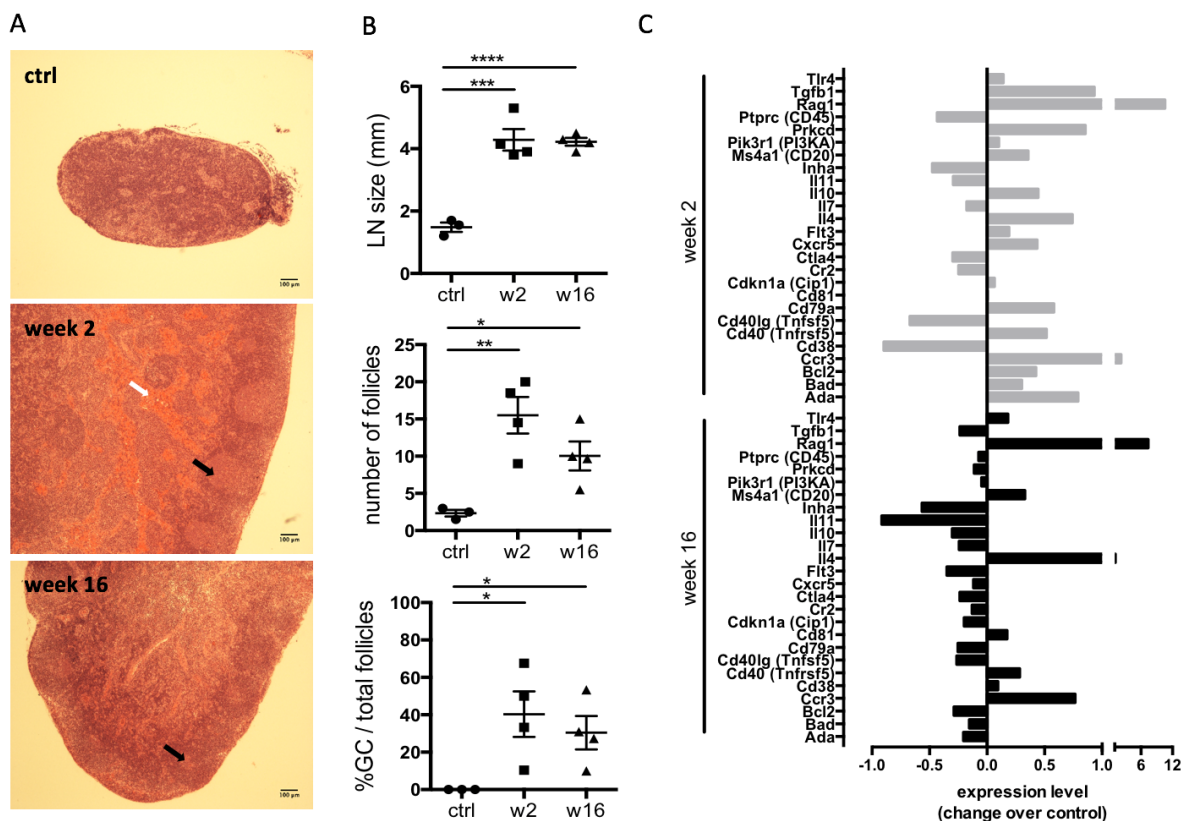 A
ctrl
100 µm
week 2
100 µm
week 16
100 µm
B
LN size (mm)
****
***
6
4
2
0
ctrl w2 w16
number of follicles
*
**
25
20
15
10
5
0
ctrl w2 w16
%GC / total follicles
*
*
100
80
60
40
20
0
ctrl w2 w16
C
week 2
Tlr4
Tgfb1
Rag1
Ptprc (CD45)
Prkcd
Pik3r1 (PI3KA)
Ms4a1 (CD20)
Inha
Il11
Il10
Il7
Il4
Flt3
Cxcr5
Ctla4
Cr2
Cdkn1a (Cip1)
Cd81
Cd79a
Cd40lg (Tnfsf5)
Cd40 (Tnfrsf5)
Cd38
Ccr3
Bcl2
Bad
Ada
week 16
Tlr4
Tgfb1
Rag1
Ptprc (CD45)
Prkcd
Pik3r1 (PI3KA)
Ms4a1 (CD20)
Inha
Il11
Il10
Il7
Il4
Flt3
Cxcr5
Ctla4
Cr2
Cdkn1a (Cip1)
Cd81
Cd79a
Cd40lg (Tnfsf5)
Cd40 (Tnfrsf5)
Cd38
Ccr3
Bcl2
Bad
Ada
-1.0 -0.5 0.0 0.5 1.0 6 12
expression level
(change over control)